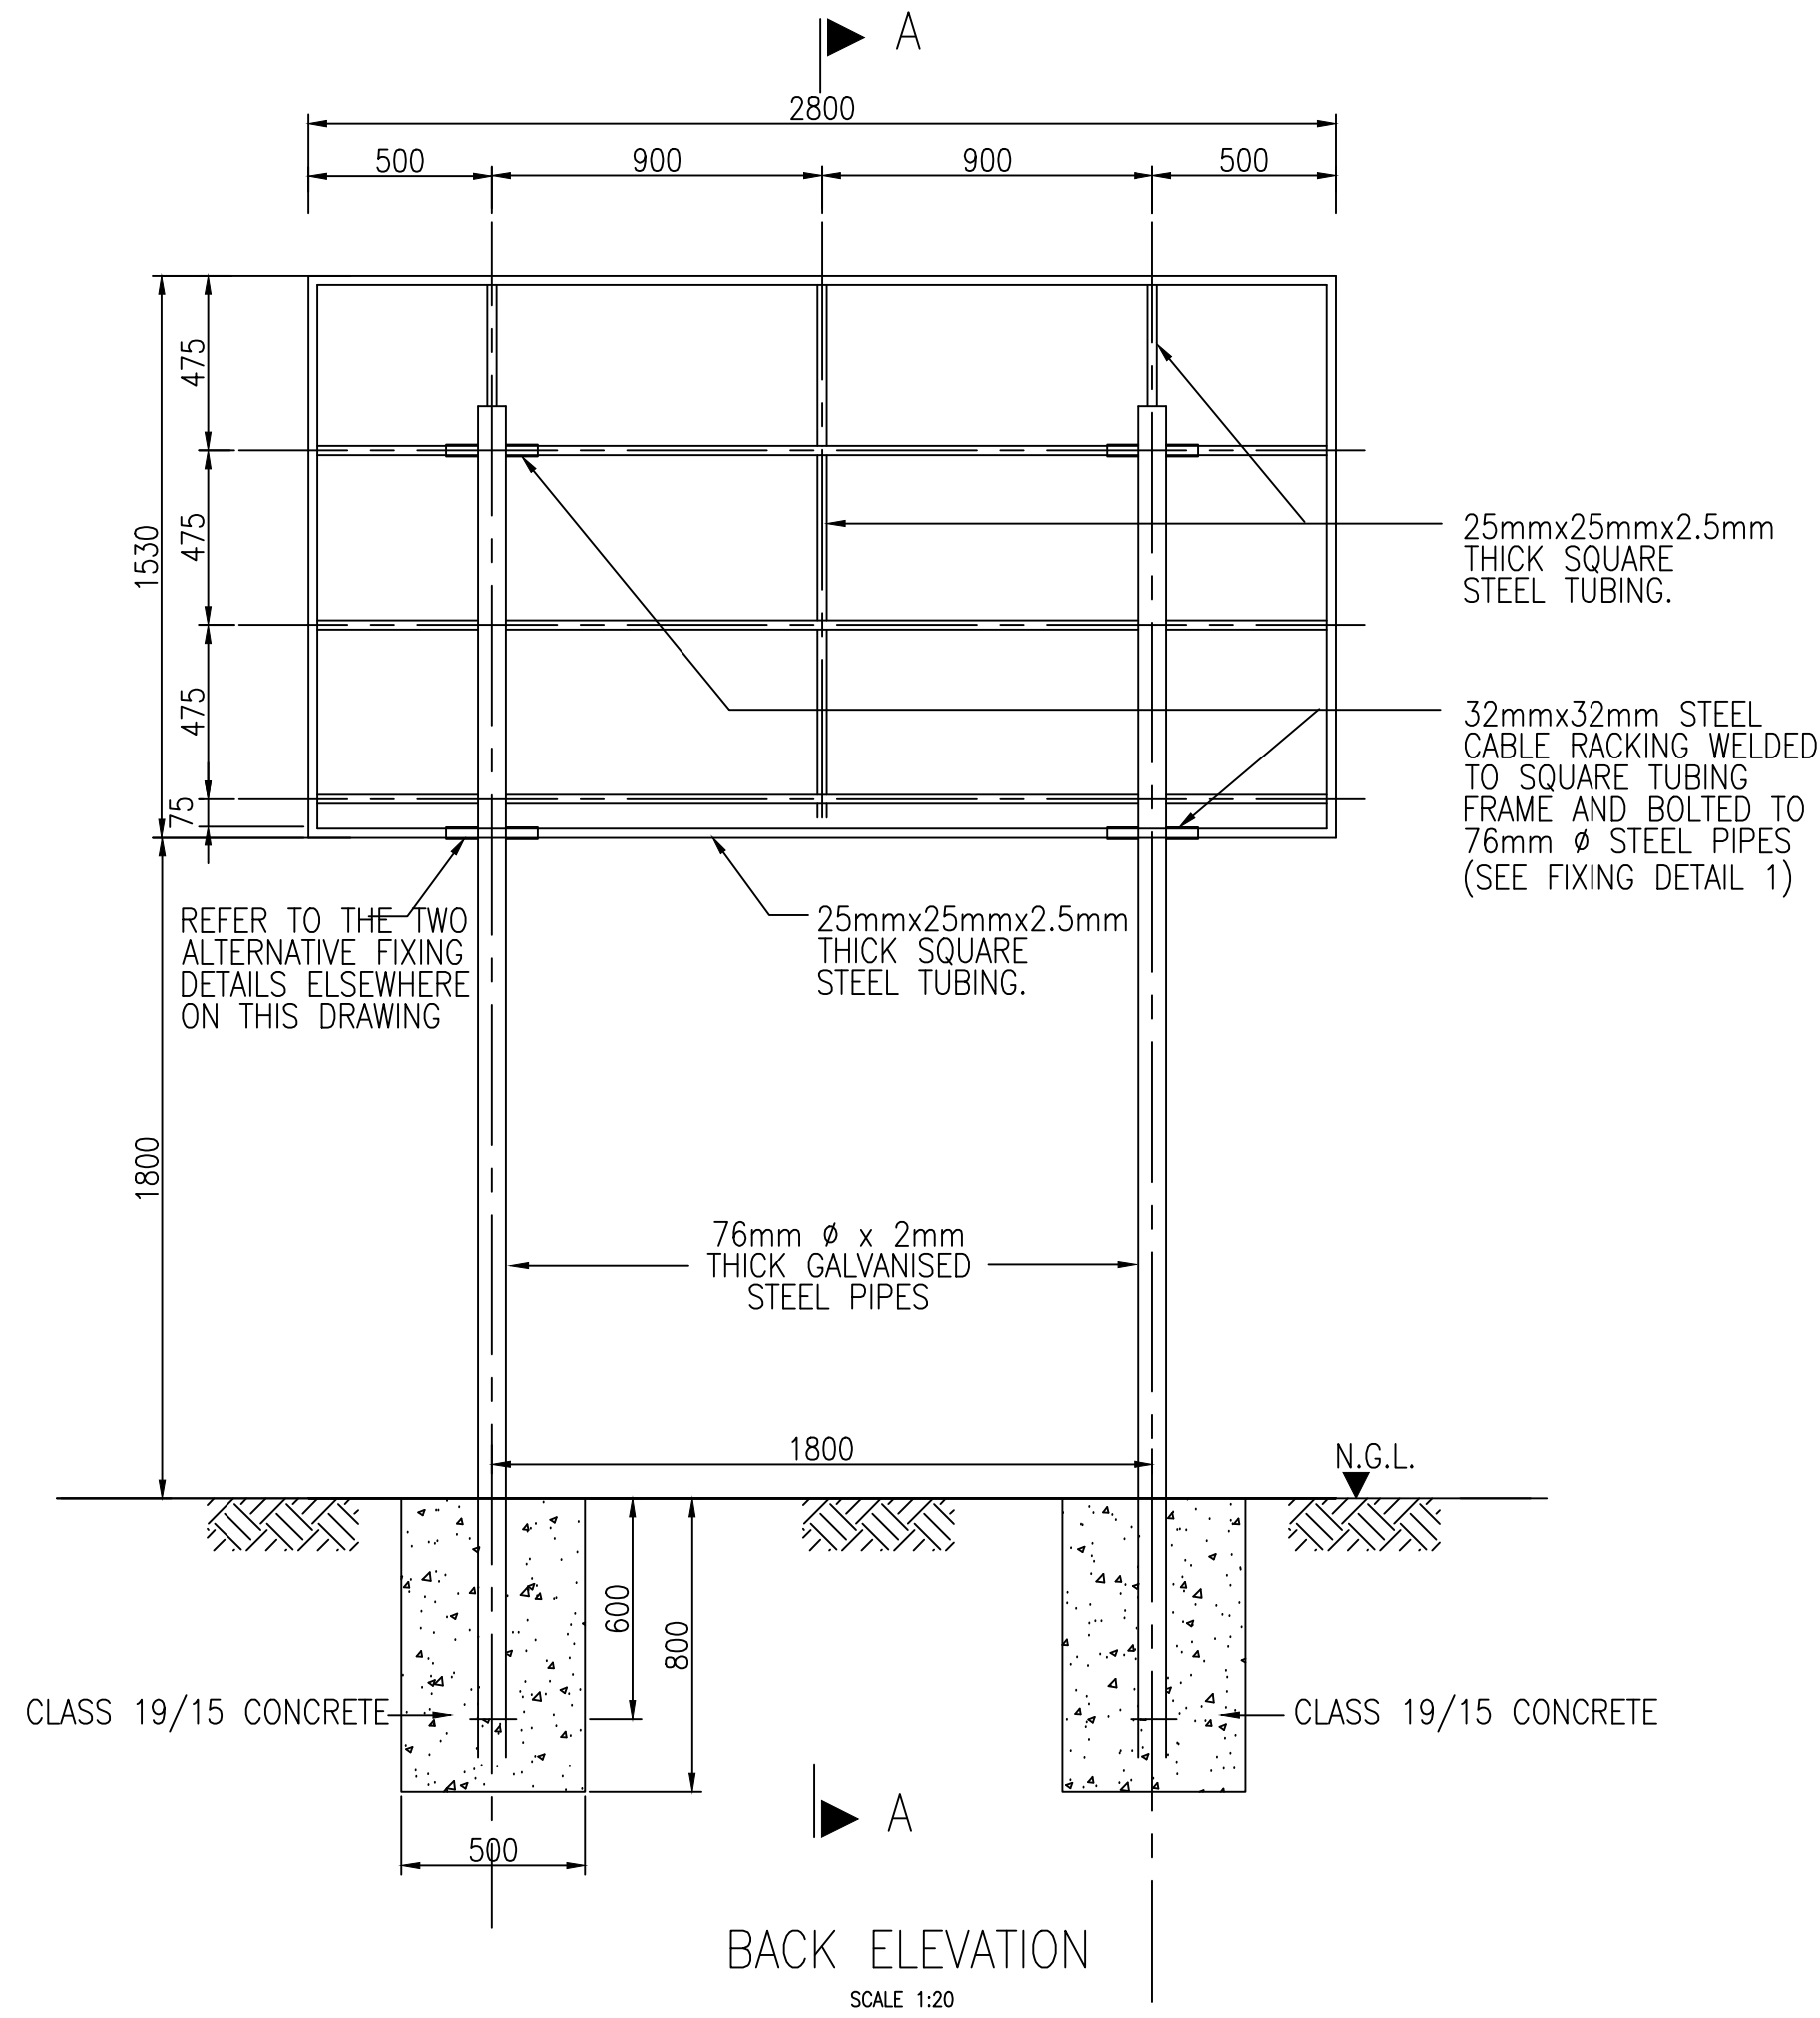 A
2800
500
900
900
500
475
475
1530
475
75
25mmx25mmx2.5mm
THICK SQUARE
STEEL TUBING.
32mmx32mm STEEL
CABLE RACKING WELDED
TO SQUARE TUBING
FRAME AND BOLTED TO
76mm ø STEEL PIPES
(SEE FIXING DETAIL 1)
REFER TO THE TWO
ALTERNATIVE FIXING
DETAILS ELSEWHERE
ON THIS DRAWING
25mmx25mmx2.5mm
THICK SQUARE
STEEL TUBING.
1800
76mm ø x 2mm
THICK GALVANISED
STEEL PIPES
1800
N.G.L.
600
800
CLASS 19/15 CONCRETE
CLASS 19/15 CONCRETE
A
500
BACK ELEVATION
SCALE 1:20